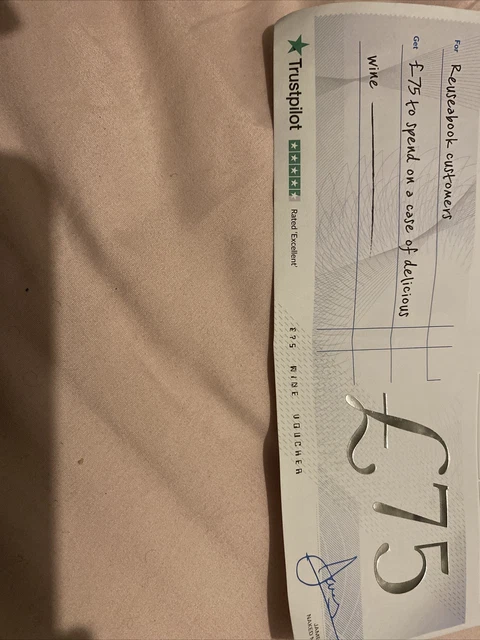 For Reuseabook customers
Get £75 to spend on a case of delicious
wine
£75
Trustpilot
Rated 'Excellent'
£75 WINE VOUCHER